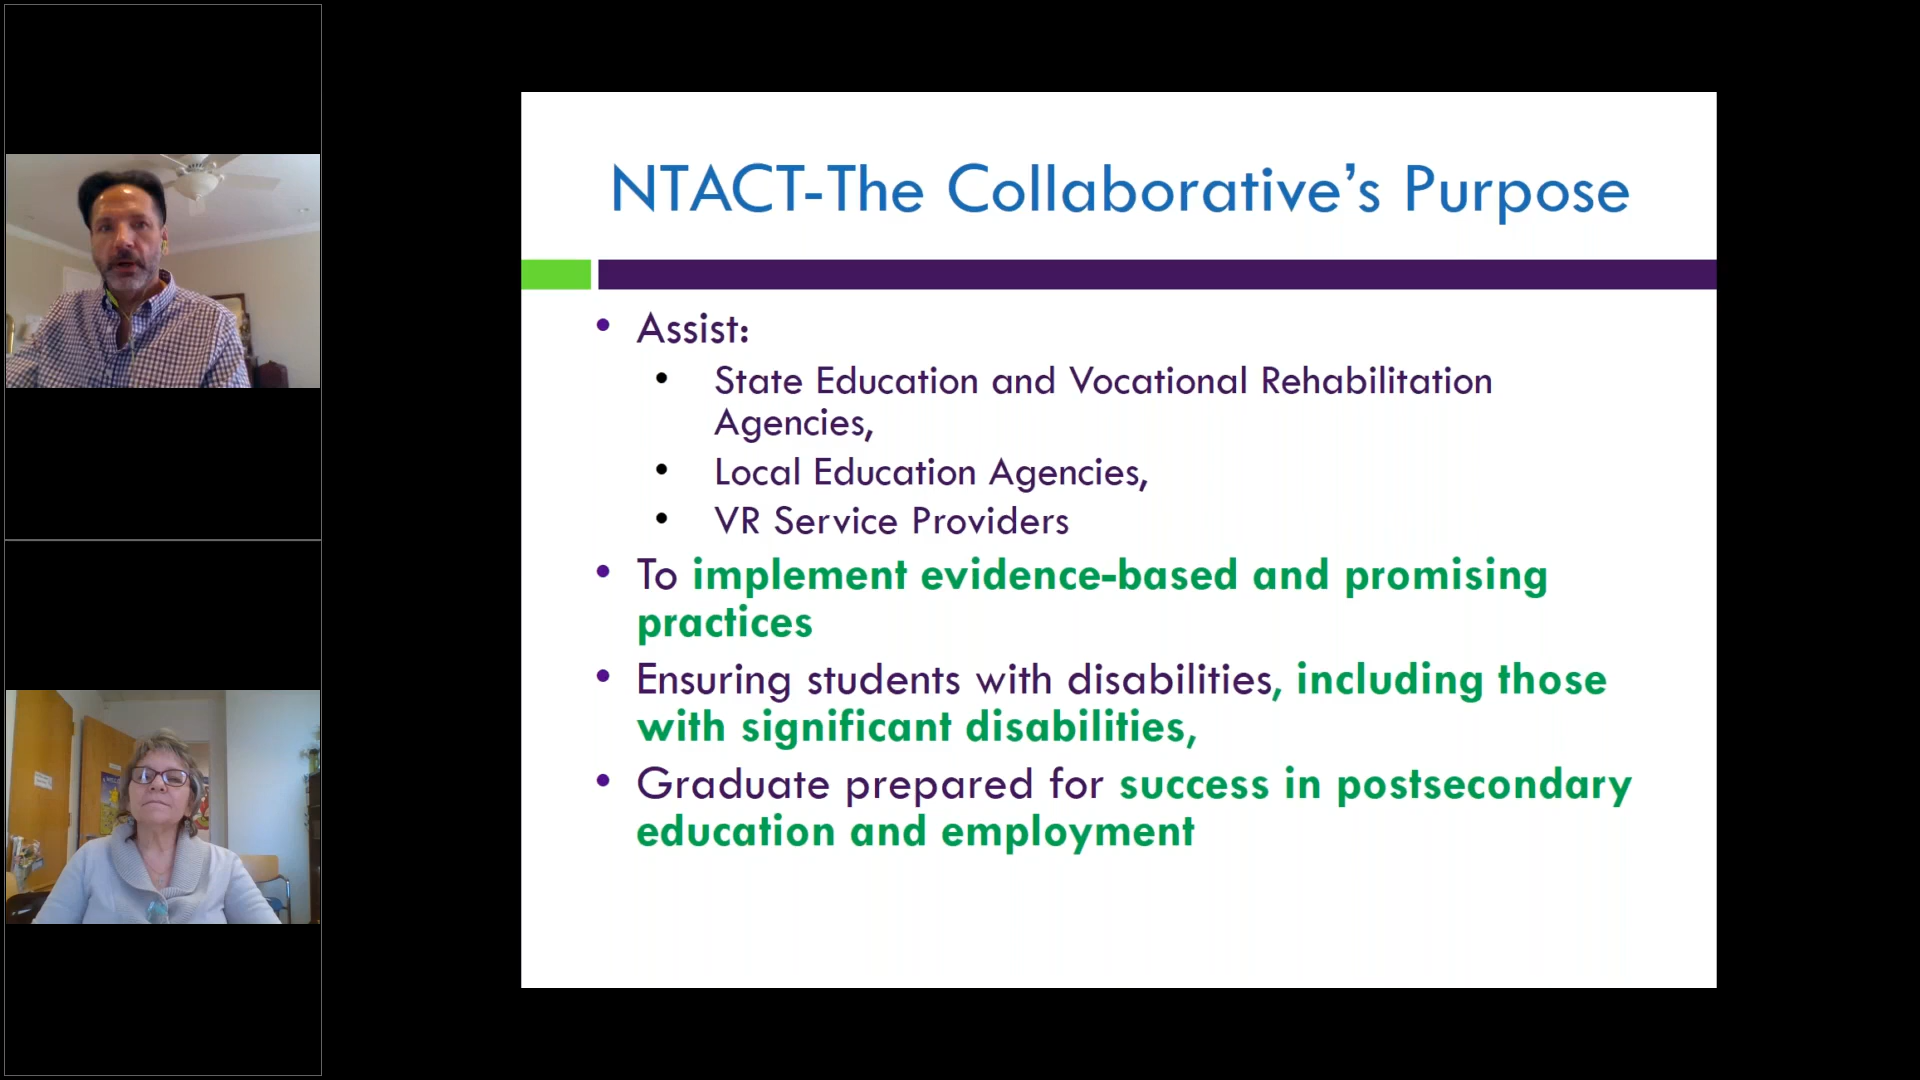 NTACT-The Collaborative’s Purpose
• Assist:
• State Education and Vocational Rehabilitation
Agencies,
• Local Education Agencies,
• VR Service Providers
• To implement evidence-based and promising
practices
• Ensuring students with disabilities, including those
with significant disabilities,
• Graduate prepared for success in postsecondary
education and employment